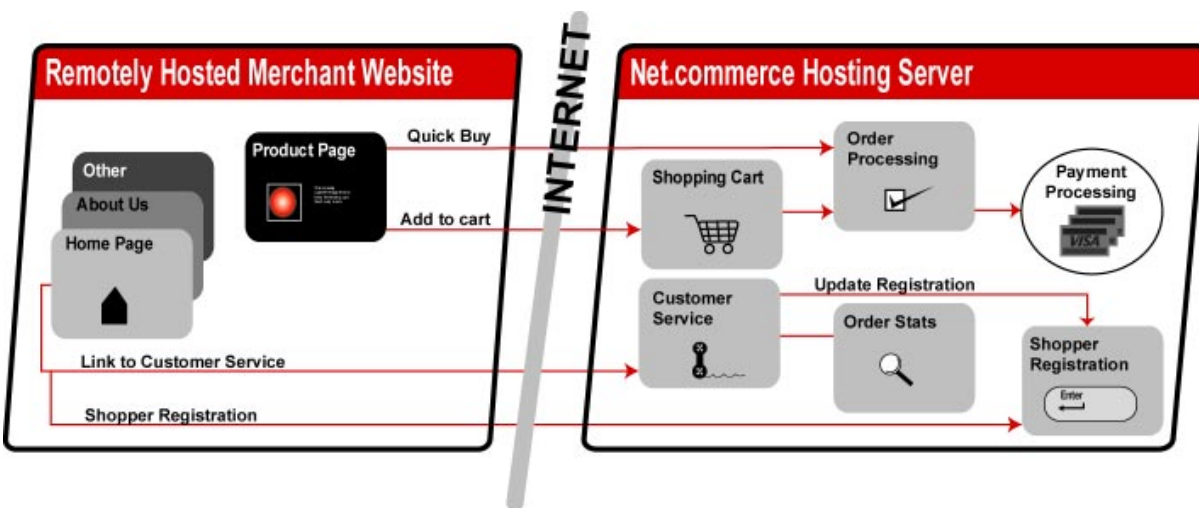 Remotely Hosted Merchant Website
Other
About Us
Home Page
Product Page
Quick Buy
Add to cart
Link to Customer Service
Shopper Registration
INTERNET
Net.commerce Hosting Server
Shopping Cart
Order
Processing
Payment
Processing
VISA
Customer
Service
Update Registration
Order Stats
Shopper
Registration
Enter